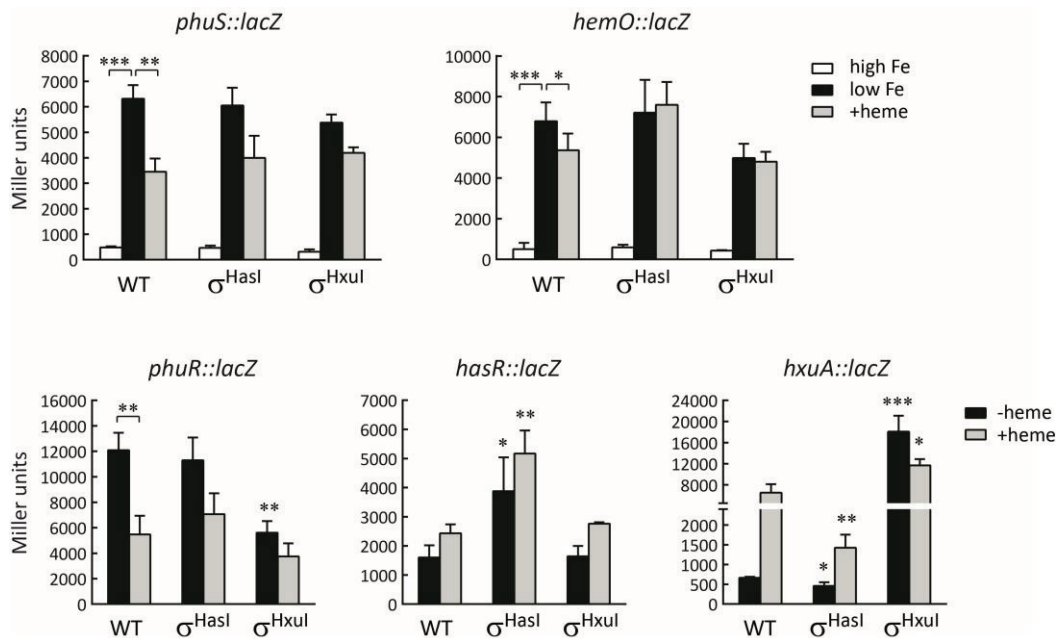 phuS::lacZ
Miller units
8000
7000
6000
5000
4000
3000
2000
1000
0
*** **
WT σHasI σHxuI
hemO::lacZ
10000
8000
6000
4000
2000
0
*** *
WT σHasI σHxuI
high Fe
low Fe
+heme
phuR::lacZ
Miller units
16000
14000
12000
10000
8000
6000
4000
2000
0
**
**
WT σHasI σHxuI
hasR::lacZ
7000
6000
5000
4000
3000
2000
1000
0
* **
WT σHasI σHxuI
hxuA::lacZ
24000
20000
16000
12000
8000
2000
1500
1000
500
0
* **
*** *
WT σHasI σHxuI
-heme
+heme